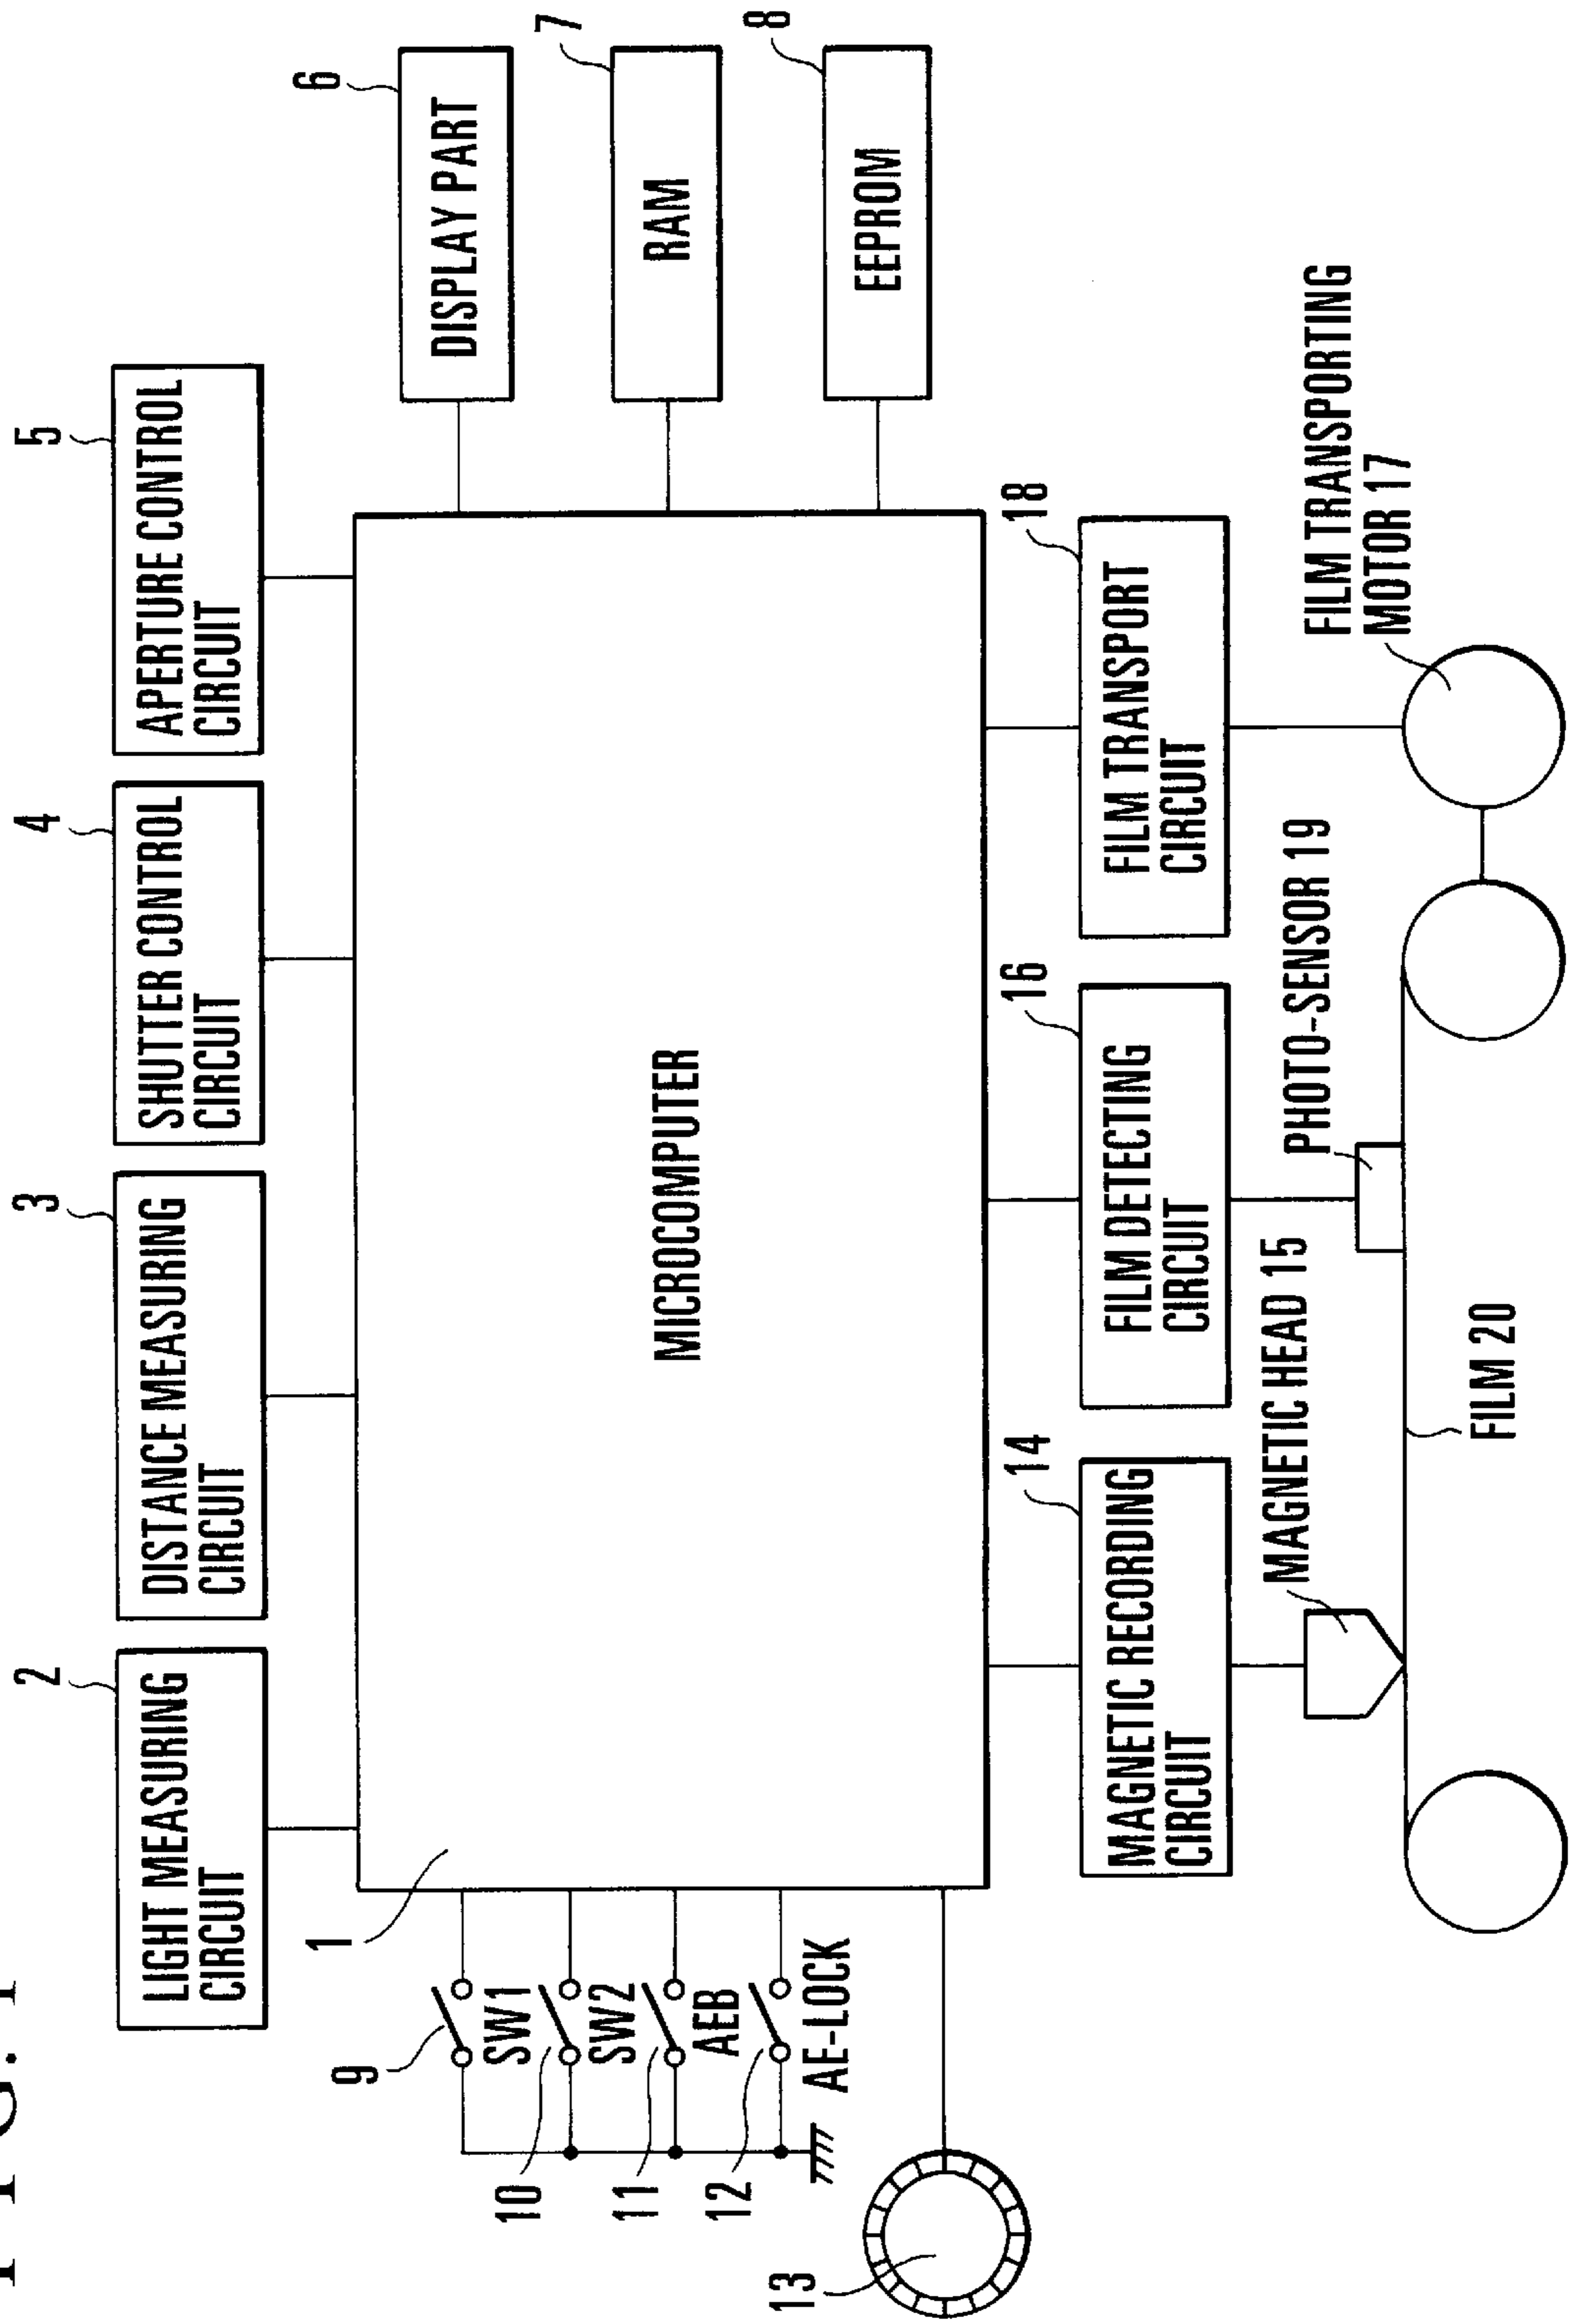 FIG. 1
2
LIGHT MEASURING
CIRCUIT
3
DISTANCE MEASURING
CIRCUIT
4
SHUTTER CONTROL
CIRCUIT
5
APERTURE CONTROL
CIRCUIT
6
DISPLAY PART
7
RAM
8
EEPROM
1
MICROCOMPUTER
9
SW1
10
SW2
11
AEB
12
AE-LOCK
13
14
MAGNETIC RECORDING
CIRCUIT
16
FILM DETECTING
CIRCUIT
18
FILM TRANSPORT
CIRCUIT
MAGNETIC HEAD 15
PHOTO-SENSOR 19
FILM TRANSPORTING
MOTOR 17
FILM 20